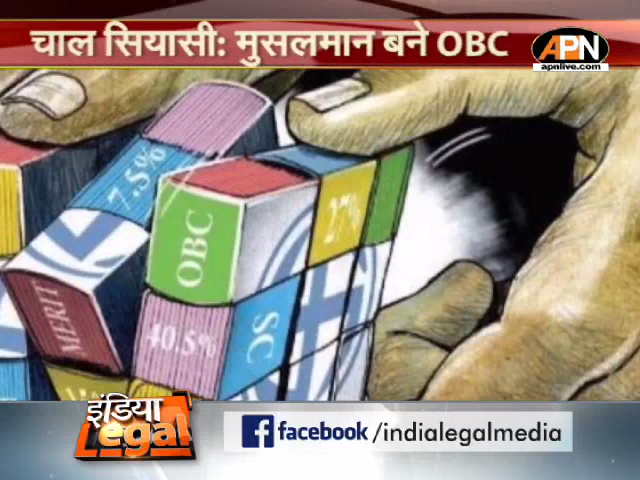 चाल सियासी: मुसलमान बने OBC
APN
apnlive.com
7.5%
OBC
27%
MERIT
40.5%
SC
इंडिया
Legal
facebook /indialegalmedia